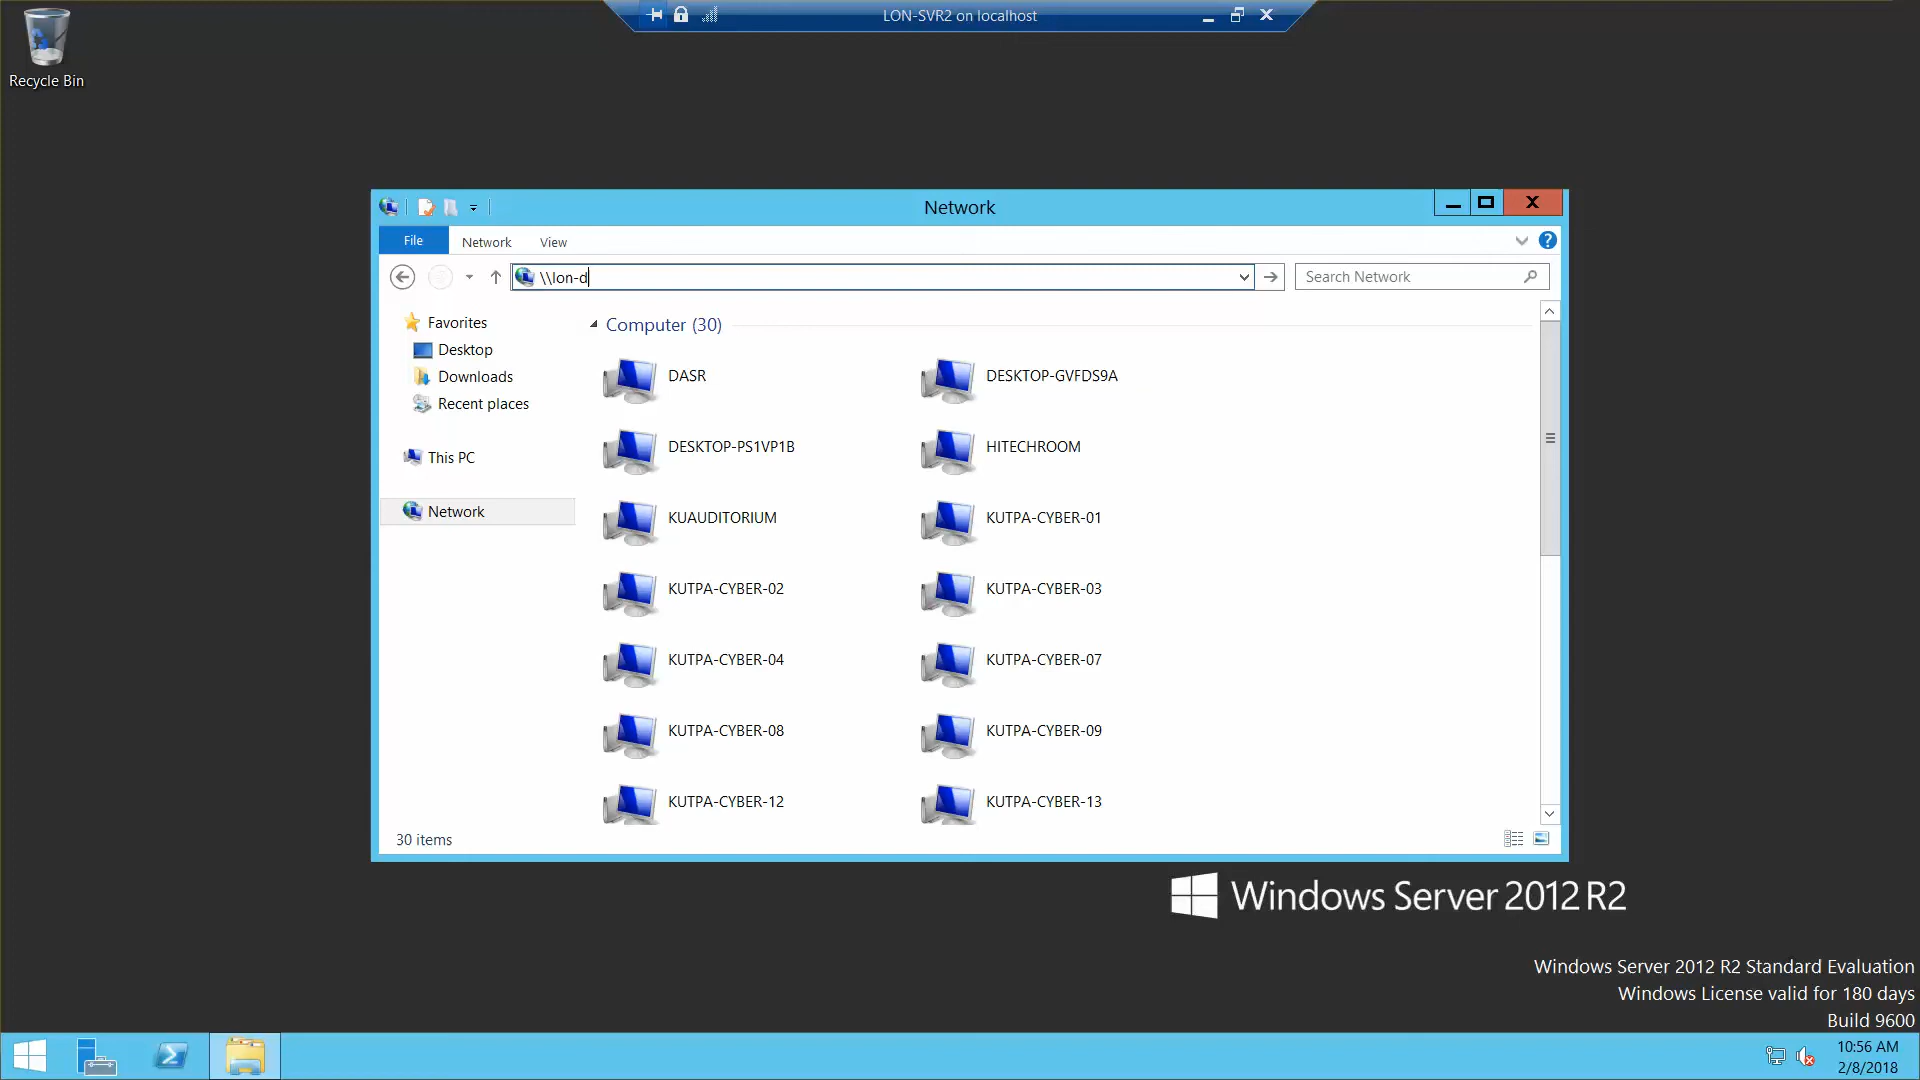 LON-SVR2 on localhost
Recycle Bin
Network
File
Network
View
\\lon-d
Search Network
Favorites
Desktop
Downloads
Recent places
This PC
Network
Computer (30)
DASR
DESKTOP-GVFDS9A
DESKTOP-PS1VP1B
HITECHROOM
KUAUDITORIUM
KUTPA-CYBER-01
KUTPA-CYBER-02
KUTPA-CYBER-03
KUTPA-CYBER-04
KUTPA-CYBER-07
KUTPA-CYBER-08
KUTPA-CYBER-09
KUTPA-CYBER-12
KUTPA-CYBER-13
30 items
Windows Server 2012 R2
Windows Server 2012 R2 Standard Evaluation
Windows License valid for 180 days
Build 9600
10:56 AM
2/8/2018